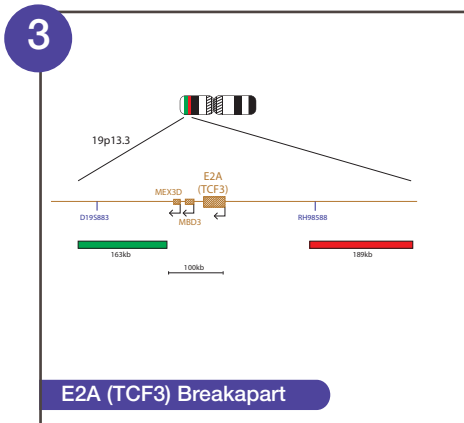 3
19p13.3
E2A
(TCF3)
MEX3D
MBD3
D19S883
RH98588
163kb
189kb
100kb
E2A (TCF3) Breakapart